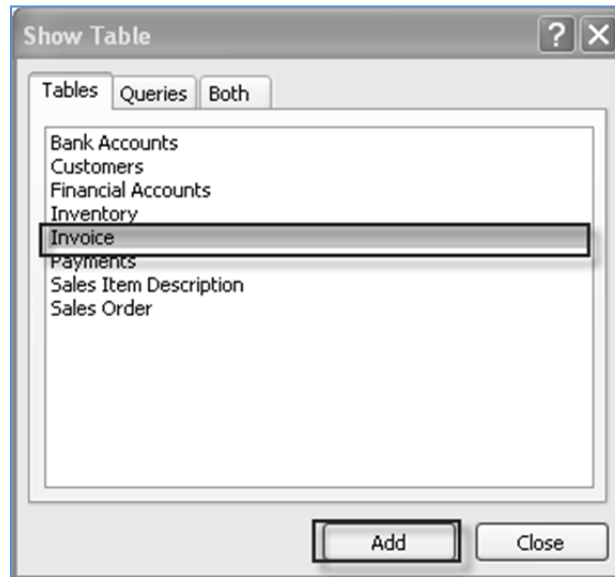 Show Table
Tables Queries Both
Bank Accounts
Customers
Financial Accounts
Inventory
Invoice
Payments
Sales Item Description
Sales Order
Add Close